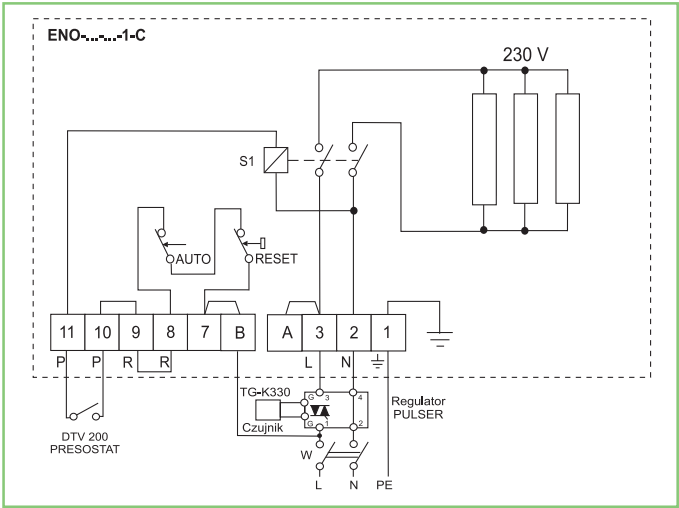 ENO-...-...-1-C
230 V
S1
AUTO
RESET
11 10 9 8 7 B A 3 2 1
P P R R L N
TG-K330
Czujnik
G 3 4
G 1 2
Regulator
PULSER
DTV 200
PRESOSTAT
W
L N PE